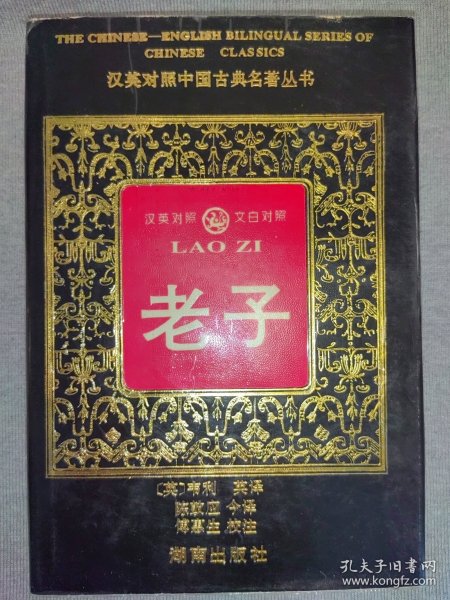 THE CHINESE—ENGLISH BILINGUAL SERIES OF
CHINESE CLASSICS
汉英对照中国古典名著丛书
汉英对照 文白对照
LAO ZI
老子
〔英〕韦利 英译
陈鼓应 今译
傅惠生 校注
湖南出版社
孔夫子旧书网
www.kongfz.com